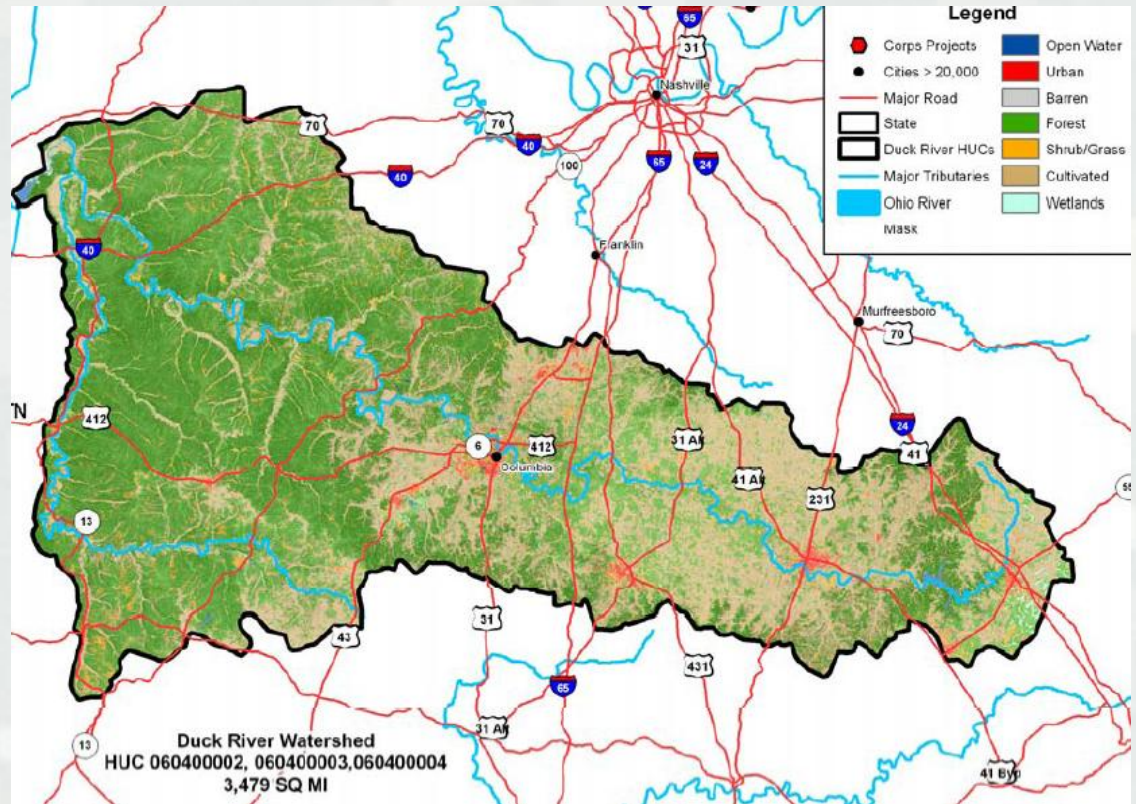 65
31
Nashville
70
70
40
100
65
24
40
40
Franklin
Murfreesboro
70
TN
412
6
412
Columbia
31 Alt
41 Alt
24
41
231
13
43
31
65
431
31 Alt
13
41 Byp
Legend
Corps Projects
Cities > 20,000
Major Road
State
Duck River HUCs
Major Tributaries
Ohio River
Mask
Open Water
Urban
Barren
Forest
Shrub/Grass
Cultivated
Wetlands
Duck River Watershed
HUC 060400002, 060400003,060400004
3,479 SQ MI